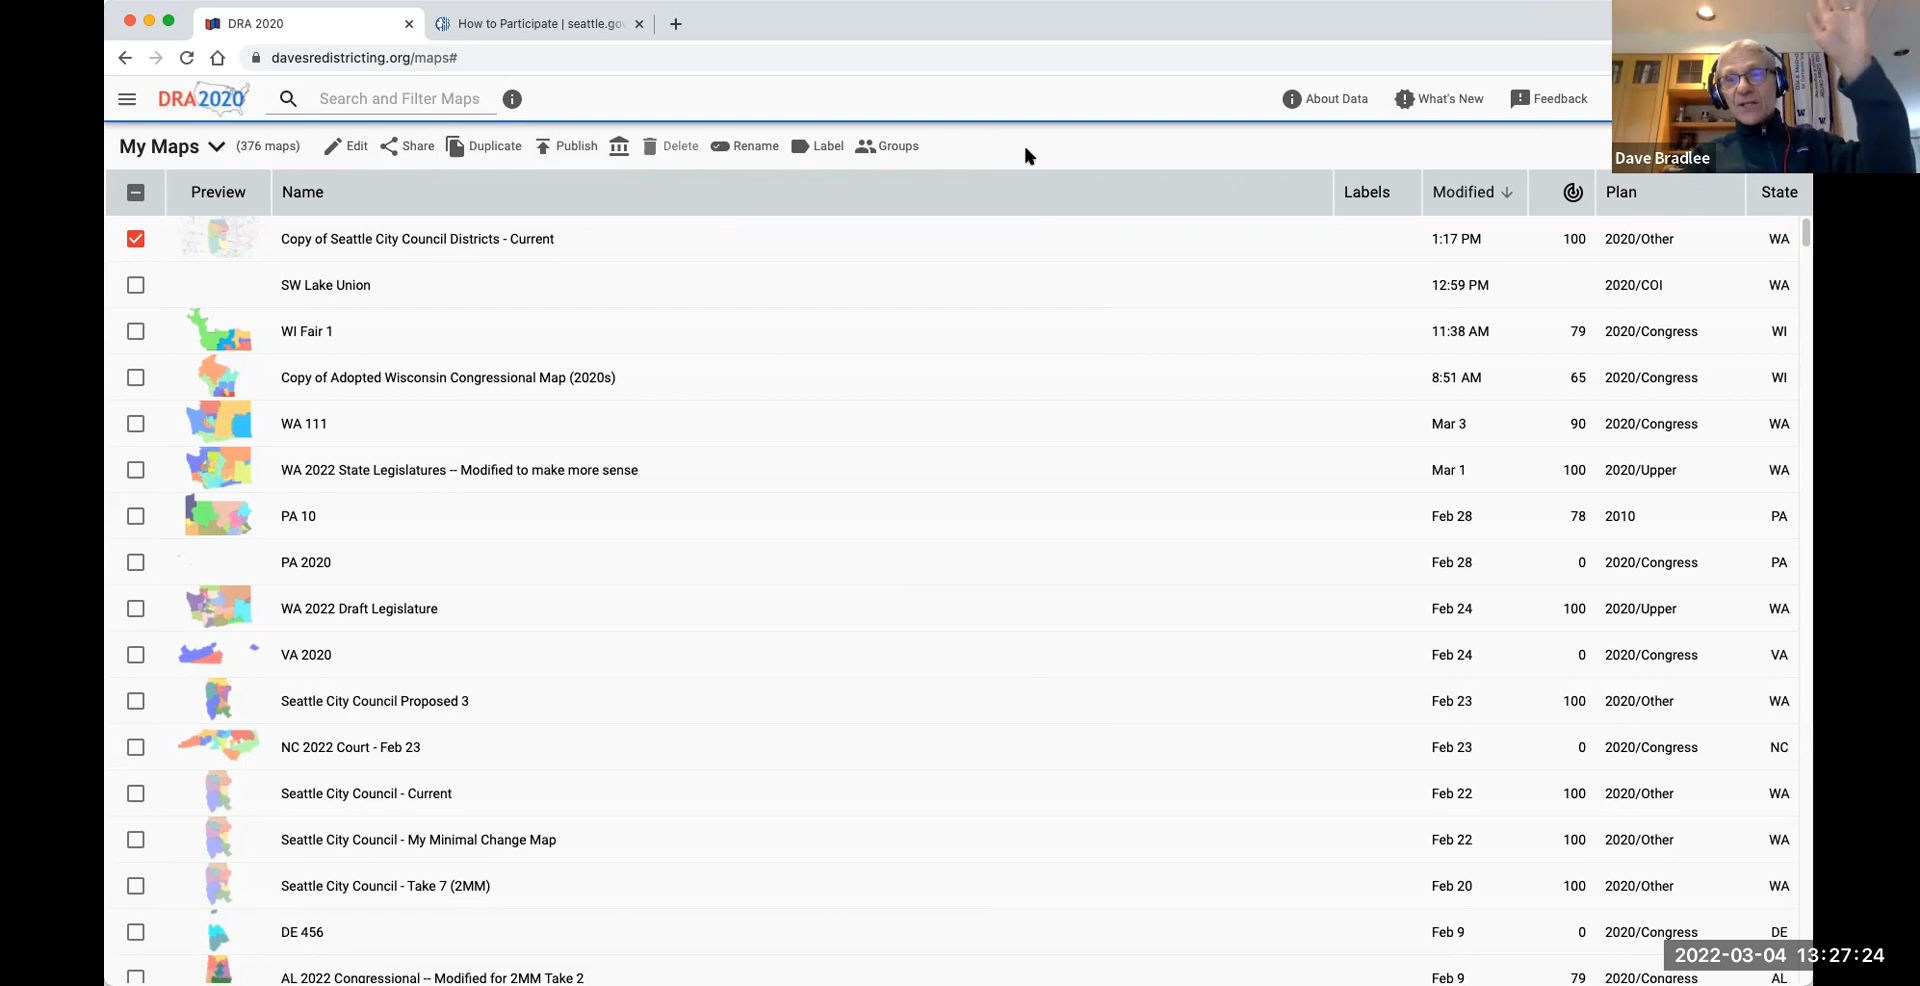 DRA 2020
How to Participate | seattle.go
davesredistricting.org/maps#
DRA2020
Search and Filter Maps
About Data
What's New
Feedback
Dave Bradlee
My Maps (376 maps) Edit Share Duplicate Publish Delete Rename Label Groups
Preview Name Labels Modified Plan State
Copy of Seattle City Council Districts - Current 1:17 PM 100 2020/Other WA
SW Lake Union 12:59 PM 2020/COI WA
WI Fair 1 11:38 AM 79 2020/Congress WI
Copy of Adopted Wisconsin Congressional Map (2020s) 8:51 AM 65 2020/Congress WI
WA 111 Mar 3 90 2020/Congress WA
WA 2022 State Legislatures -- Modified to make more sense Mar 1 100 2020/Upper WA
PA 10 Feb 28 78 2010 PA
PA 2020 Feb 28 0 2020/Congress PA
WA 2022 Draft Legislature Feb 24 100 2020/Upper WA
VA 2020 Feb 24 0 2020/Congress VA
Seattle City Council Proposed 3 Feb 23 100 2020/Other WA
NC 2022 Court - Feb 23 Feb 23 0 2020/Congress NC
Seattle City Council - Current Feb 22 100 2020/Other WA
Seattle City Council - My Minimal Change Map Feb 22 100 2020/Other WA
Seattle City Council - Take 7 (2MM) Feb 20 100 2020/Other WA
DE 456 Feb 9 0 2020/Congress DE
AL 2022 Congressional -- Modified for 2MM Take 2 Feb 9 79 2020/Congress AL
2022-03-04 13:27:24